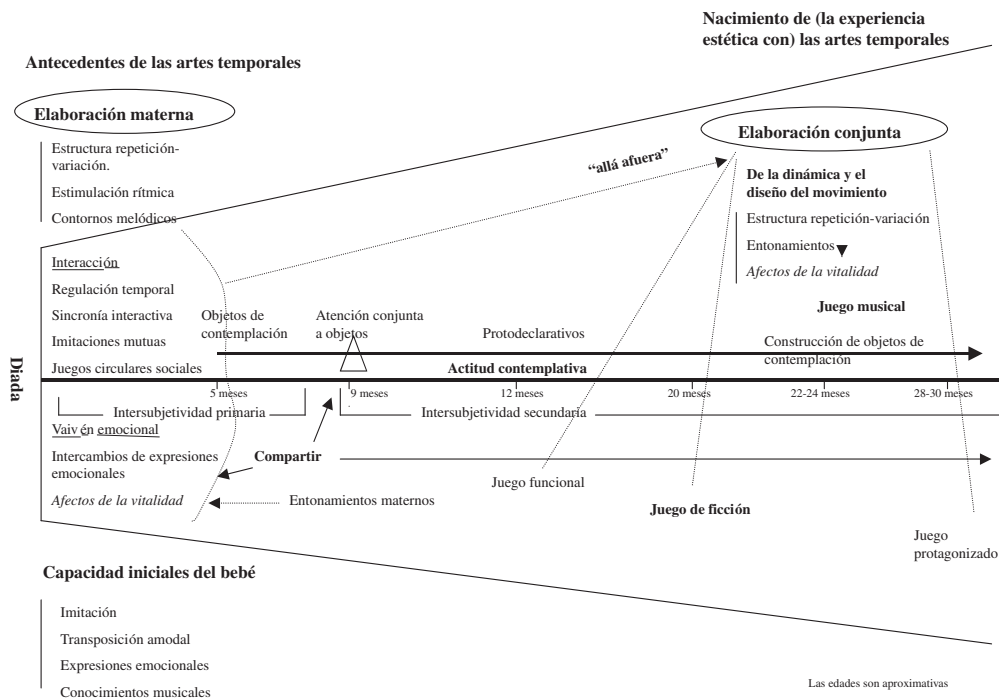 Nacimiento de (la experiencia
estética con) las artes temporales
Antecedentes de las artes temporales
Elaboración materna
Estructura repetición-
variación.
Estimulación rítmica
Contornos melódicos
Elaboración conjunta
"allá afuera"
De la dinámica y el
diseño del movimiento
Estructura repetición-variación
Entonamientos
Afectos de la vitalidad
Juego musical
Interacción
Regulación temporal
Sincronía interactiva
Imitaciones mutuas
Juegos circulares sociales
Objetos de
contemplación
Atención conjunta
a objetos
Protodeclarativos
Construcción de objetos de
contemplación
Diada
Actitud contemplativa
5 meses
9 meses
12 meses
20 meses
22-24 meses
28-30 meses
Intersubjetividad primaria
Intersubjetividad secundaria
Vaivén emocional
Intercambios de expresiones
emocionales
Afectos de la vitalidad
Compartir
Entonamientos maternos
Juego funcional
Juego de ficción
Juego
protagonizado
Capacidad iniciales del bebé
Imitación
Transposición amodal
Expresiones emocionales
Conocimientos musicales
Las edades son aproximativas